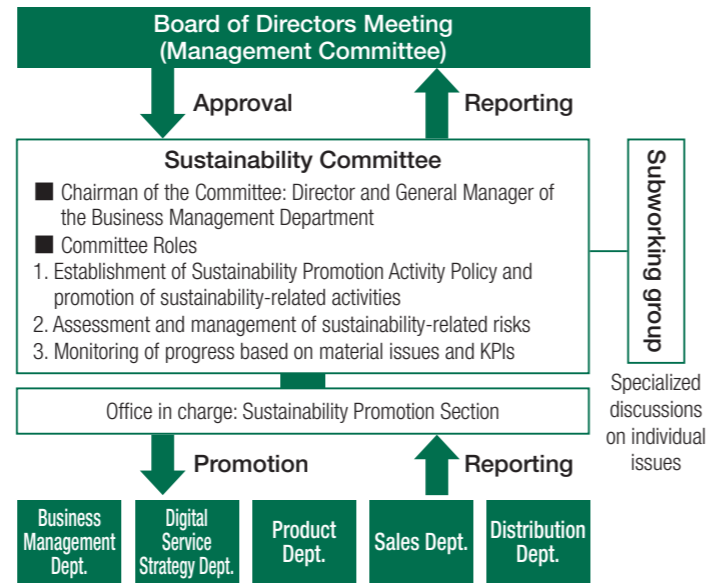 Board of Directors Meeting
(Management Committee)
Approval
Reporting
Sustainability Committee
■ Chairman of the Committee: Director and General Manager of
the Business Management Department
■ Committee Roles
1. Establishment of Sustainability Promotion Activity Policy and
promotion of sustainability-related activities
2. Assessment and management of sustainability-related risks
3. Monitoring of progress based on material issues and KPIs
Subworking group
Specialized
discussions
on individual
issues
Office in charge: Sustainability Promotion Section
Promotion
Reporting
Business
Management
Dept.
Digital
Service
Strategy Dept.
Product
Dept.
Sales Dept.
Distribution
Dept.